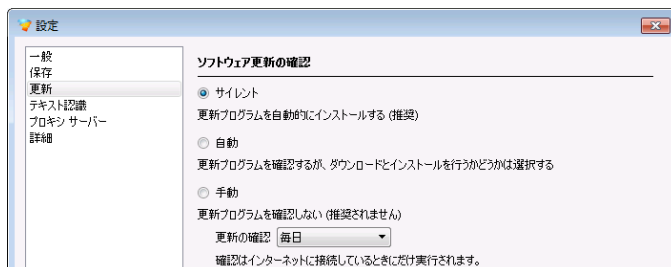 設定
一般
保存
更新
テキスト認識
プロキシ サーバー
詳細
ソフトウェア更新の確認
サイレント
更新プログラムを自動的にインストールする (推奨)
自動
更新プログラムを確認するが、ダウンロードとインストールを行うかどうかは選択する
手動
更新プログラムを確認しない (推奨されません)
更新の確認 毎日
確認はインターネットに接続しているときにだけ実行されます。